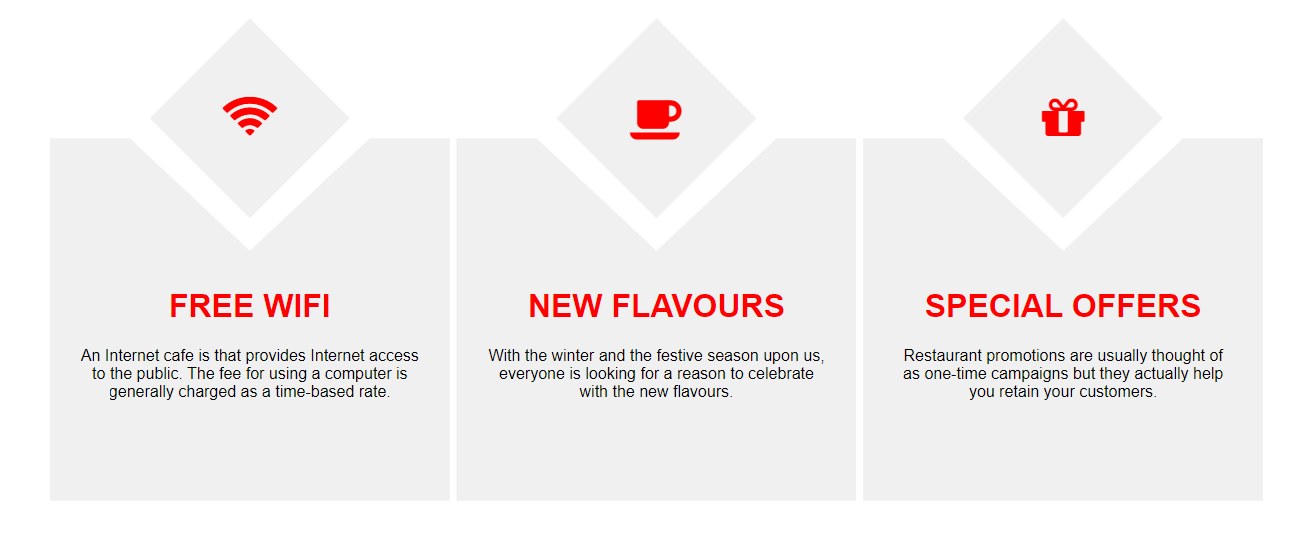 FREE WIFI
An Internet cafe is that provides Internet access
to the public. The fee for using a computer is
generally charged as a time-based rate.
NEW FLAVOURS
With the winter and the festive season upon us,
everyone is looking for a reason to celebrate
with the new flavours.
SPECIAL OFFERS
Restaurant promotions are usually thought of
as one-time campaigns but they actually help
you retain your customers.